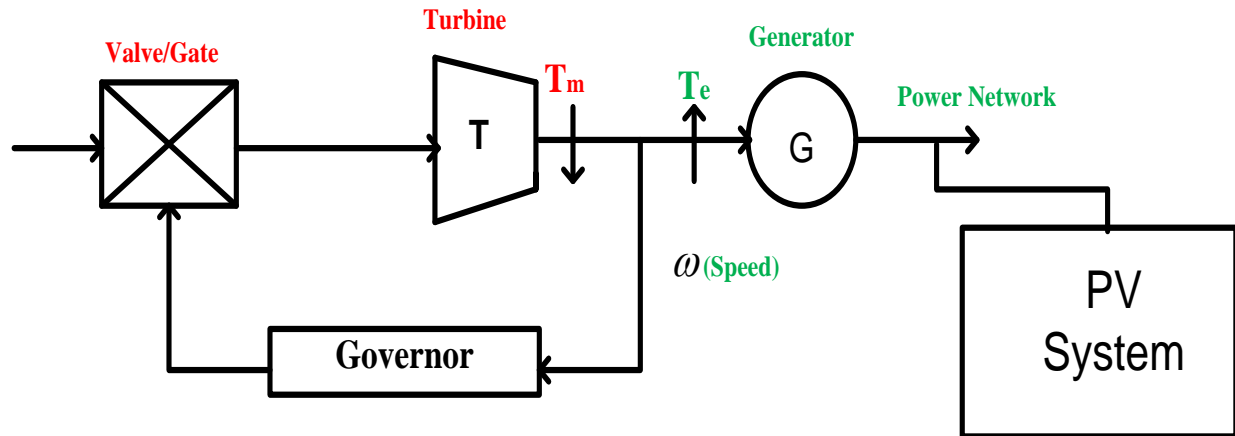 Turbine
Generator
Valve/Gate
Tm
Te
Power Network
T
G
ω (Speed)
PV
System
Governor